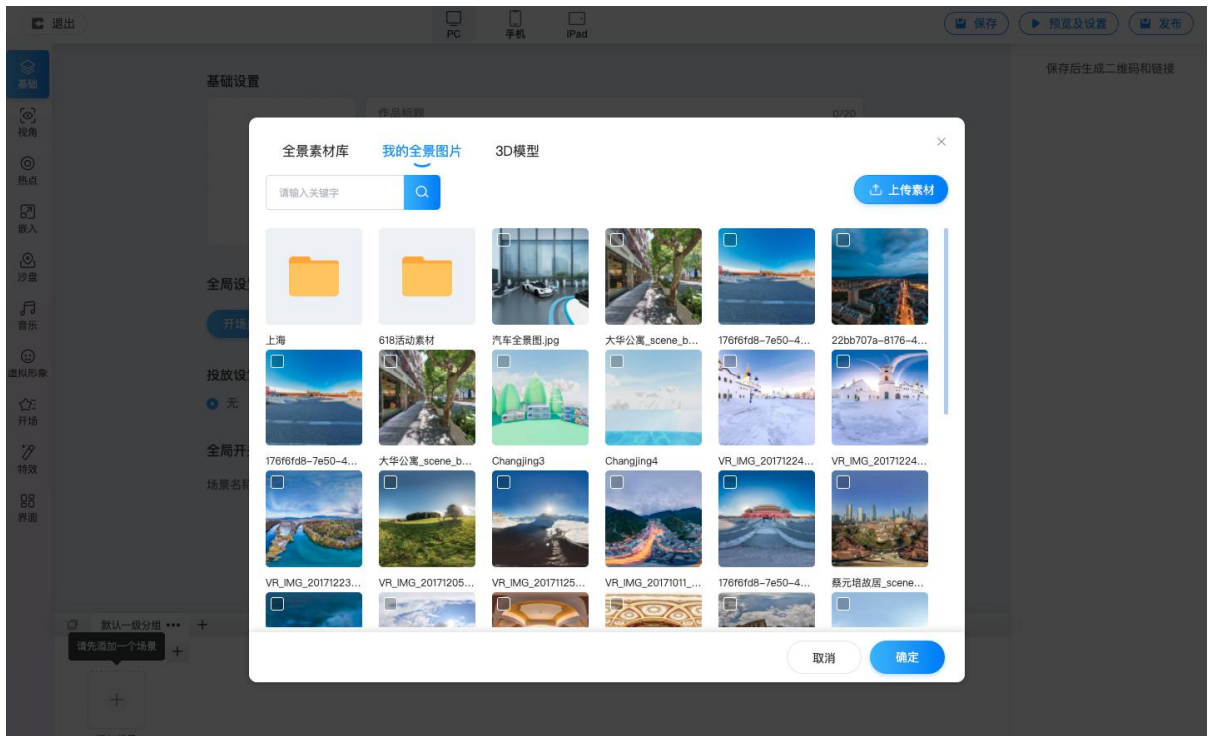 退出
PC
手机
iPad
保存
预览及设置
发布
保存后生成二维码和链接
基础
视角
热点
嵌入
沙盘
音乐
虚拟形象
开场
特效
界面
基础设置
作品标题
0/20
全局设
开场
投放设
无
全局开
场景名称
全景素材库
我的全景图片
3D模型
请输入关键字
上传素材
上海
618活动素材
汽车全景图.jpg
大华公寓_scene_b...
176f6fd8-7e50-4...
22bb707a-8176-4...
176f6fd8-7e50-4...
大华公寓_scene_b...
Changjing3
Changjing4
VR_IMG_20171224...
VR_IMG_20171224...
VR_IMG_20171223...
VR_IMG_20171205...
VR_IMG_20171125...
VR_IMG_20171011_...
176f6fd8-7e50-4...
蔡元培故居_scene...
取消
确定
默认一级分组
请先添加一个场景